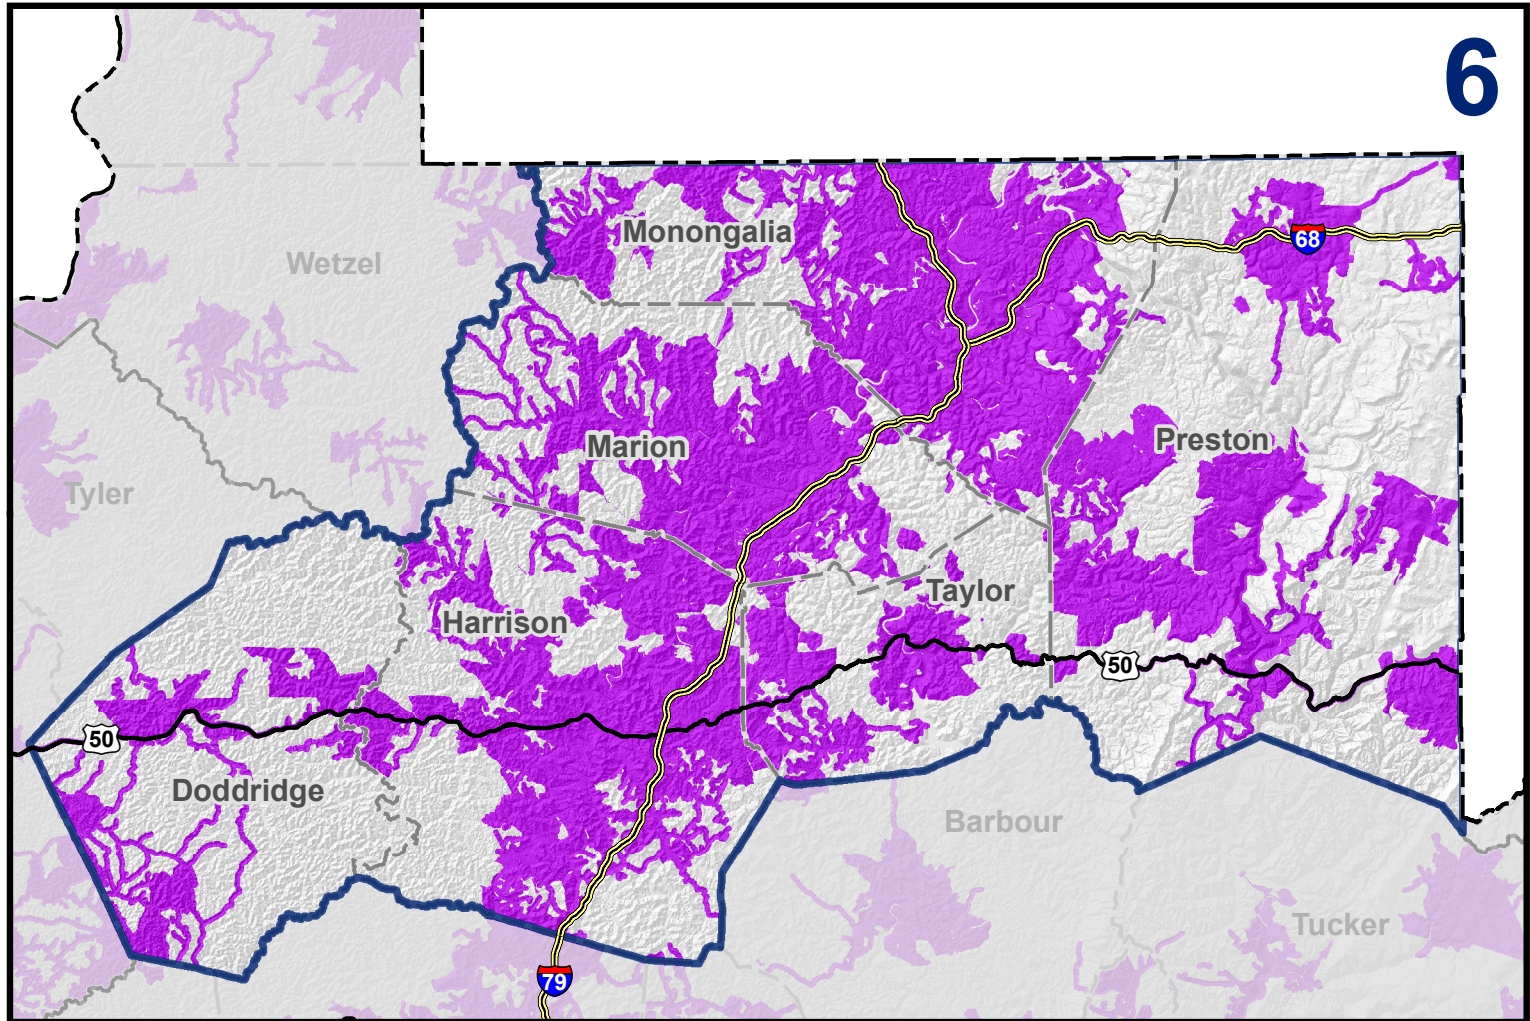 6
Monongalia
68
Wetzel
Preston
Marion
Tyler
Taylor
Harrison
50
50
Doddridge
Barbour
Tucker
79